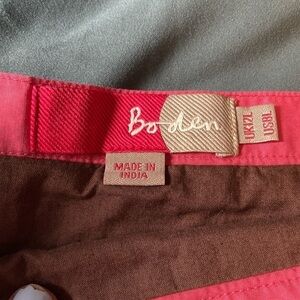 Boden
UK12L
US8L
MADE IN
INDIA